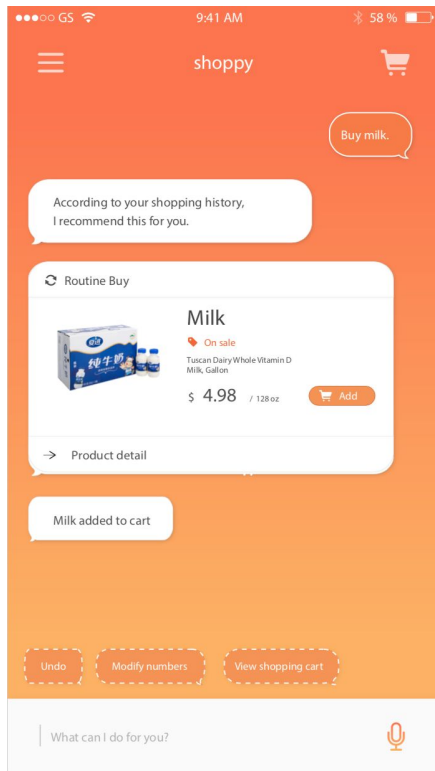 GS 9:41 AM 58 %
shoppy
Buy milk.
According to your shopping history,
I recommend this for you.
Routine Buy
Milk
On sale
Tuscan Dairy Whole Vitamin D
Milk, Gallon
$ 4.98 / 128 oz Add
纯牛奶
Product detail
Milk added to cart
Undo Modify numbers View shopping cart
What can I do for you?